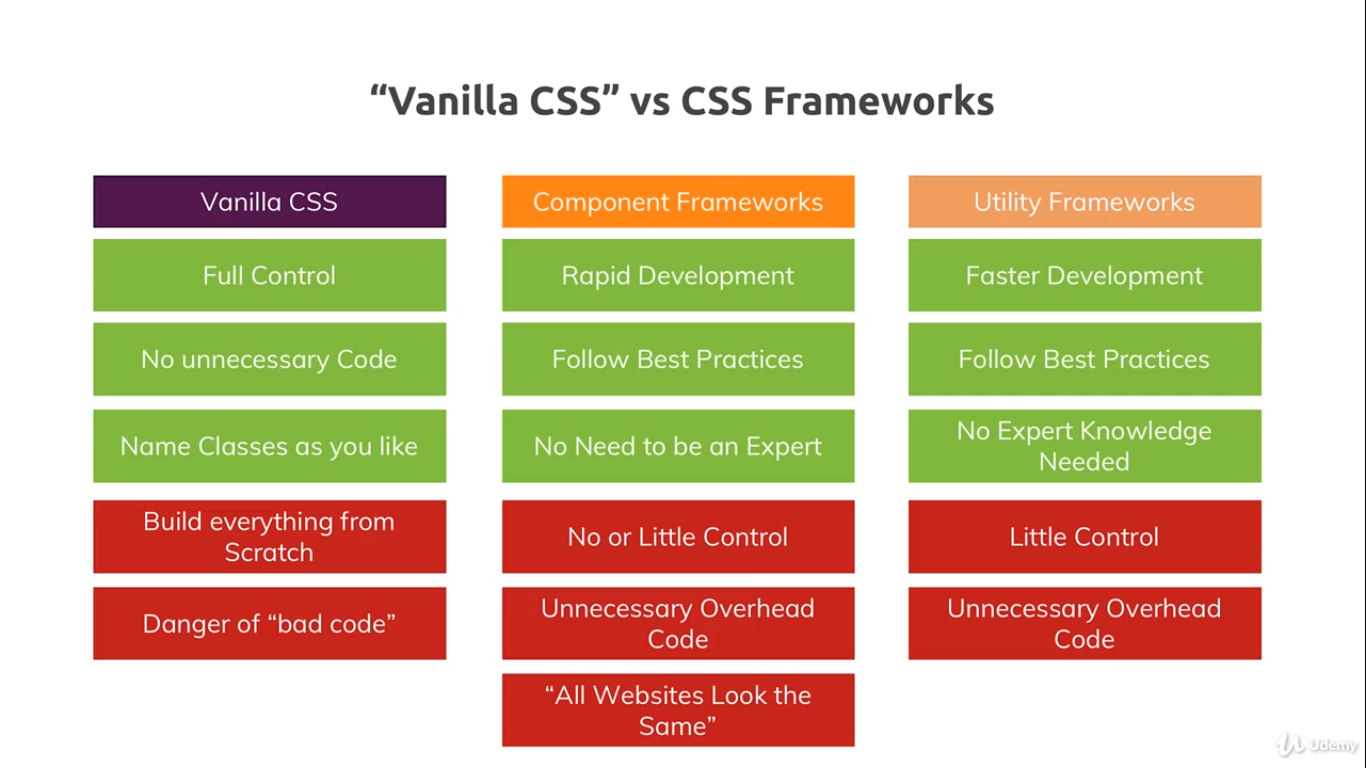 “Vanilla CSS” vs CSS Frameworks
Vanilla CSS
Full Control
No unnecessary Code
Name Classes as you like
Build everything from
Scratch
Danger of “bad code”
Component Frameworks
Rapid Development
Follow Best Practices
No Need to be an Expert
No or Little Control
Unnecessary Overhead
Code
“All Websites Look the
Same”
Utility Frameworks
Faster Development
Follow Best Practices
No Expert Knowledge
Needed
Little Control
Unnecessary Overhead
Code
Udemy